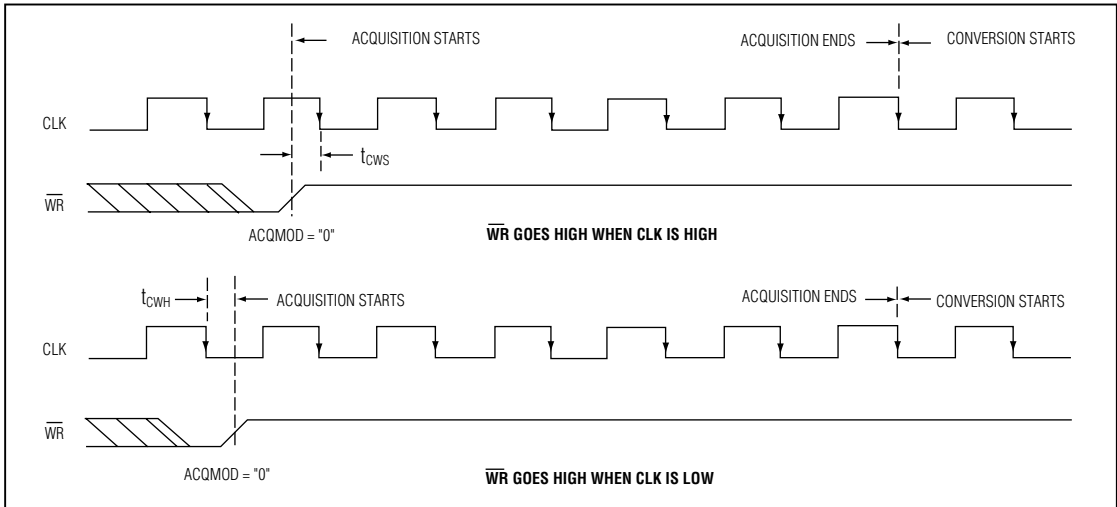 ACQUISITION STARTS
ACQUISITION ENDS
CONVERSION STARTS
CLK
tCWS
WR
ACQMOD = "0"
WR GOES HIGH WHEN CLK IS HIGH
tCWH
ACQUISITION STARTS
ACQUISITION ENDS
CONVERSION STARTS
CLK
WR
ACQMOD = "0"
WR GOES HIGH WHEN CLK IS LOW